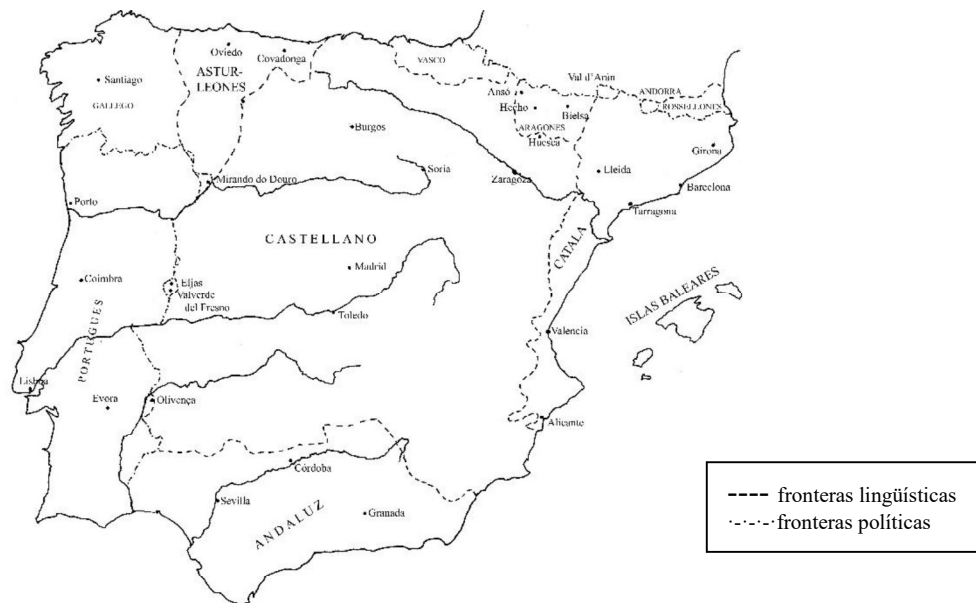 Oviedo
Covadonga
ASTUR-
LEONES
Santiago
GALLEGO
VASCO
Ansó
Hecho
Bielsa
ARAGONES
Huesca
Val d'Arán
ANDORRA
ROSSELLONES
Girona
Burgos
Soria
Zaragoza
Lleida
Barcelona
Tarragona
Mirando do Douro
Porto
CASTELLANO
Madrid
CATALA
ISLAS BALEARES
Coimbra
Eljas
Valverde
del Fresno
Toledo
PORTUGUES
Valencia
Lisboa
Evora
Olivença
Alicante
Córdoba
Sevilla
ANDALUZ
Granada
fronteras lingüísticas
fronteras políticas